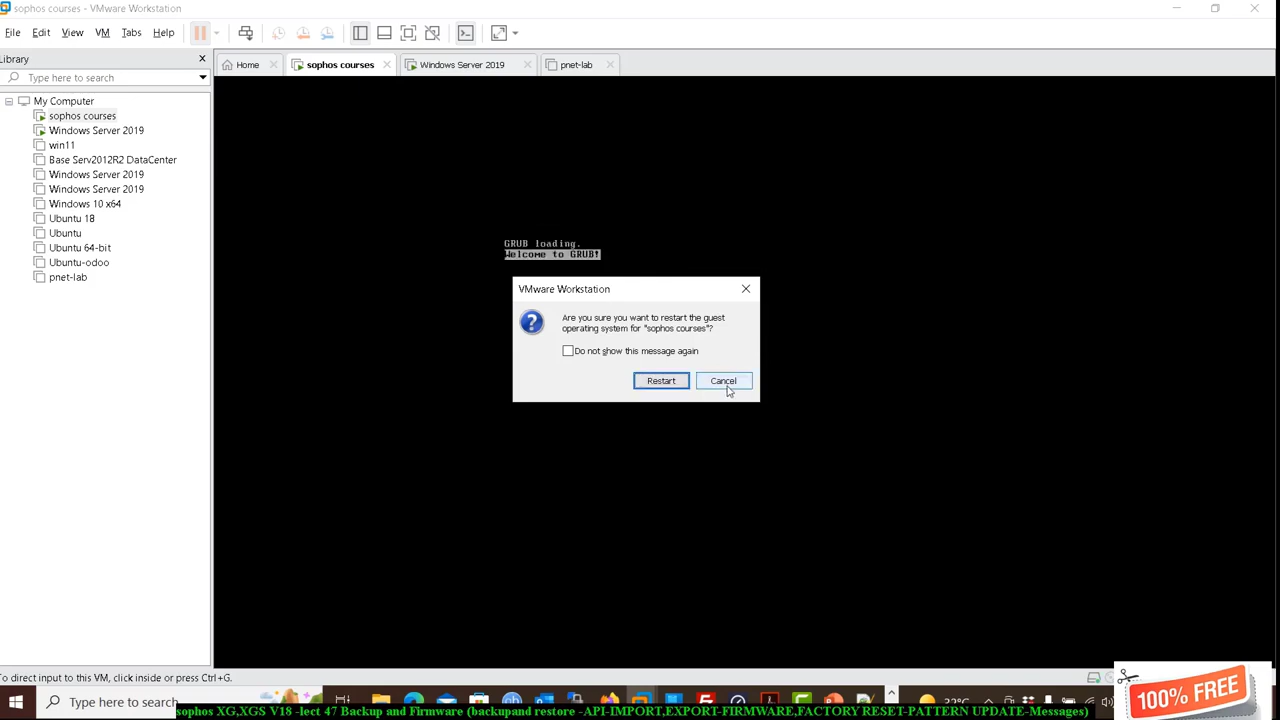 sophos courses - VMware Workstation
File Edit View VM Tabs Help
Library
Type here to search
Home
sophos courses
Windows Server 2019
pnet-lab
My Computer
sophos courses
Windows Server 2019
win11
Base Serv2012R2 DataCenter
Windows Server 2019
Windows Server 2019
Windows 10 x64
Ubuntu 18
Ubuntu
Ubuntu 64-bit
Ubuntu-odoo
pnet-lab
GRUB loading.
Welcome to GRUB!
VMware Workstation
Are you sure you want to restart the guest
operating system for "sophos courses"?
Do not show this message again
Restart
Cancel
To direct input to this VM, click inside or press Ctrl+G.
Type here to search
100% FREE
sophos XG,XGS V18 -lect 47 Backup and Firmware (backupand restore -API-IMPORT,EXPORT-FIRMWARE,FACTORY RESET-PATTERN UPDATE-Messages)